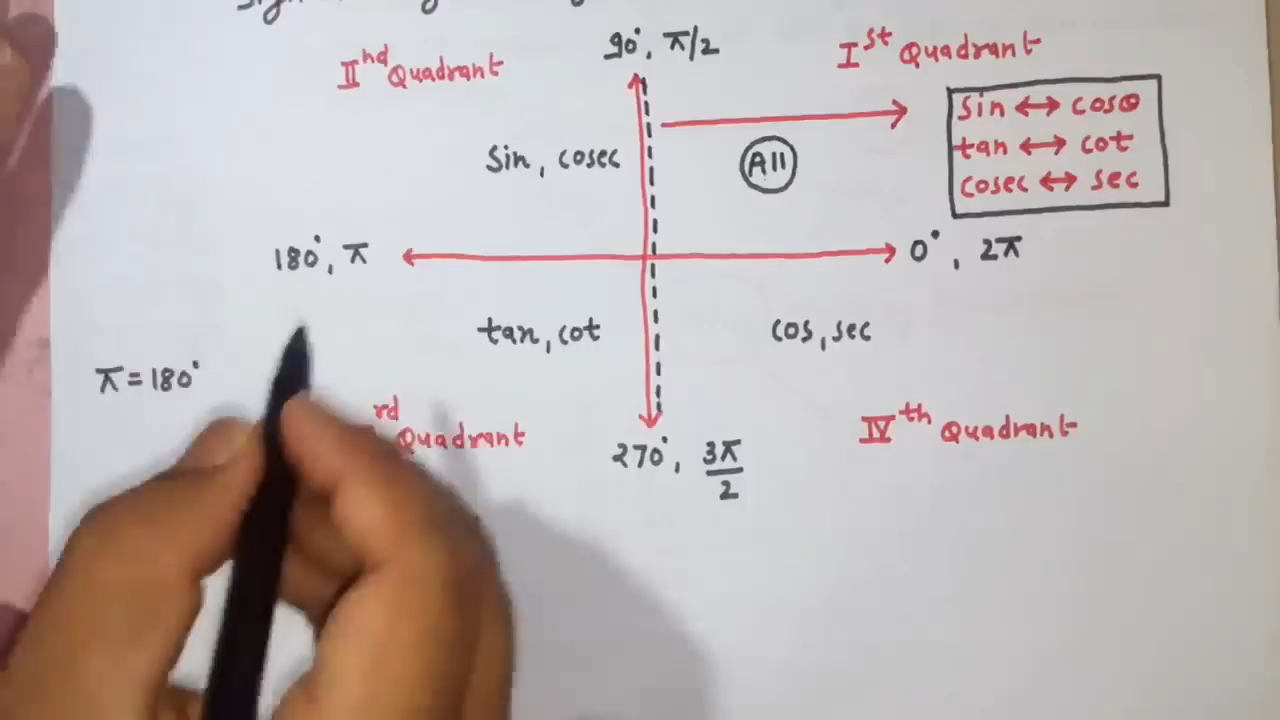 90°, π/2
IInd Quadrant
Ist Quadrant
sin ↔ cosθ
tan ↔ cot
cosec ↔ sec
Sin, cosec
All
180°, π
0°, 2π
tan, cot
cos, sec
π = 180°
rd Quadrant
IVth Quadrant
270°, 3π/2